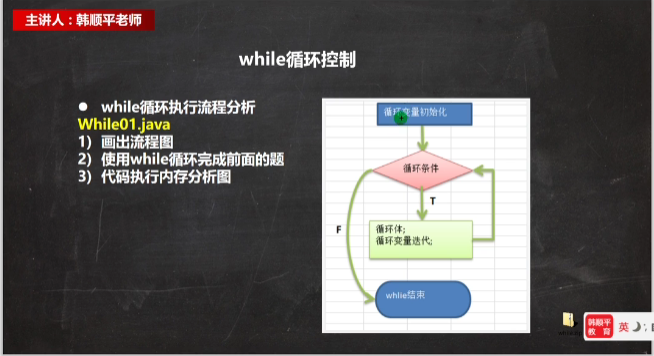 主讲人：韩顺平老师
while循环控制
● while循环执行流程分析
While01.java
1）画出流程图
2）使用while循环完成前面的题
3）代码执行内存分析图
循环变量初始化
循环条件
T
F
循环体;
循环变量迭代;
whlie结束
韩顺平
教 育
英